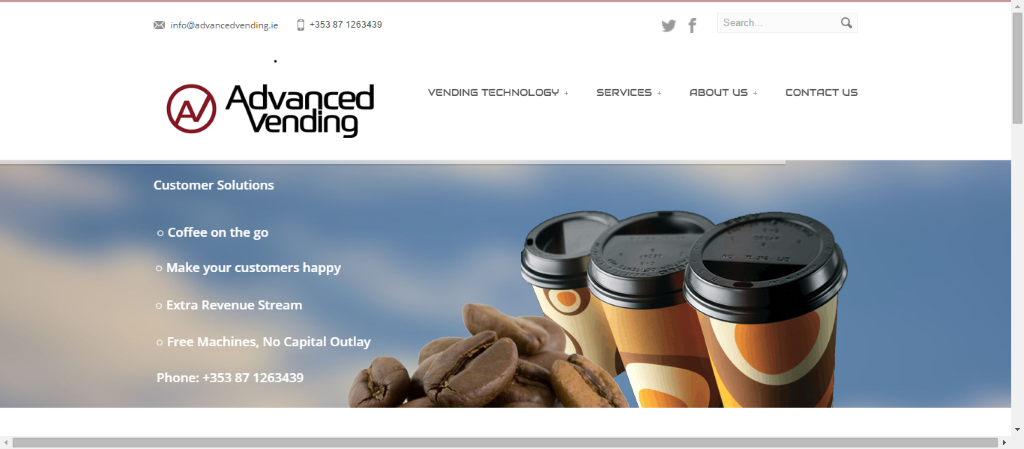 info@advancedvending.ie
+353 87 1263439
Search...
Advanced
Vending
VENDING TECHNOLOGY +
SERVICES +
ABOUT US +
CONTACT US
Customer Solutions
○ Coffee on the go
○ Make your customers happy
○ Extra Revenue Stream
○ Free Machines, No Capital Outlay
Phone: +353 87 1263439